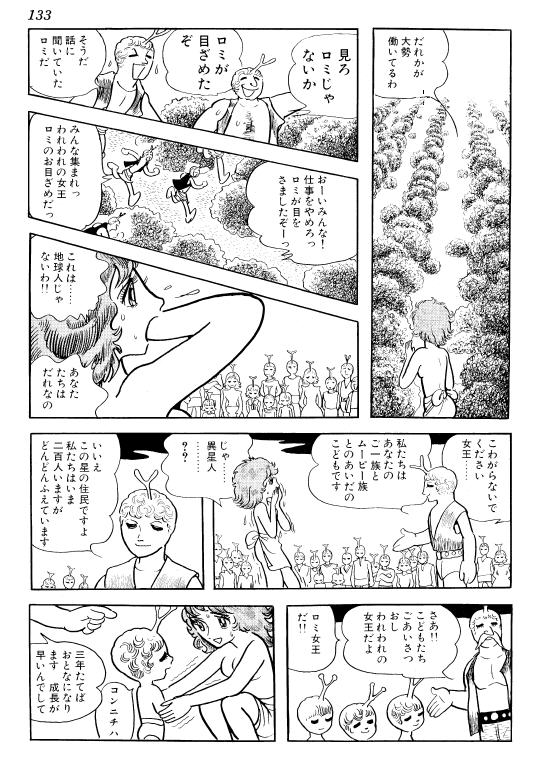 133
だれかが
大勢
働いてるわ
見ろ
ロミじゃ
ないか
ロミが
目ざめた
ぞ
そうだ
話に
聞いていた
ロミだ
おーいみんな!
仕事をやめろっ
ロミが目を
さましたぞーっ
みんな集まれっ
われわれの女王
ロミのお目ざめだっ
これは……
地球人じゃ
ないわ!!
あなた
たちは
だれなの
こわがらないで
ください
女王……
私たちは
あなたの
ご一族と
ムーピー族
とのあいだの
こどもです
じゃ……
異星人
……
??
いいえ
この星の住民ですよ
私たちはいま
二百人いますが
どんどんふえています
さあ!!
こどもたち
ごあいさつ
おし
われわれの
女王だよ
ロミ女王
だ!!
三年たてば
おとなになり
ます 成長が
早いんでして
コンニチハ